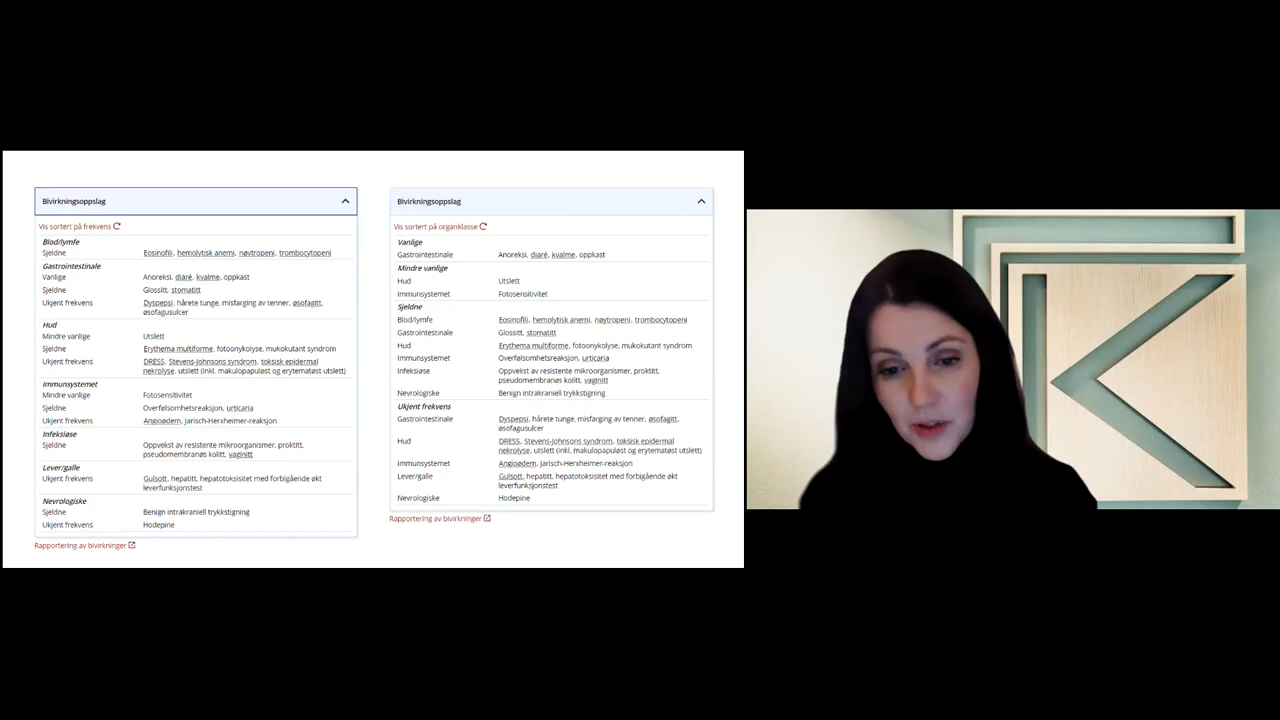 Bivirkningsoppslag
Vis sortert på frekvens
Blod/lymfe
Sjeldne Eosinofili, hemolytisk anemi, nøytropeni, trombocytopeni
Gastrointestinale
Vanlige Anoreksi, diaré, kvalme, oppkast
Sjeldne Glossitt, stomatitt
Ukjent frekvens Dyspepsi, hårete tunge, misfarging av tenner, øsofagitt,
øsofagusulcer
Hud
Mindre vanlige Utslett
Sjeldne Erythema multiforme, fotoonykolyse, mukokutant syndrom
Ukjent frekvens DRESS, Stevens-Johnsons syndrom, toksisk epidermal
nekrolyse, utslett (inkl. makulopapuløst og erytematøst utslett)
Immunsystemet
Mindre vanlige Fotosensitivitet
Sjeldne Overfølsomhetsreaksjon, urticaria
Ukjent frekvens Angioødem, Jarisch-Herxheimer-reaksjon
Infeksiøse
Sjeldne Oppvekst av resistente mikroorganismer, proktitt,
pseudomembranøs kolitt, vaginitt
Lever/galle
Ukjent frekvens Gulsott, hepatitt, hepatotoksisitet med forbigående økt
leverfunksjonstest
Nevrologiske
Sjeldne Benign intrakraniell trykkstigning
Ukjent frekvens Hodepine
Rapportering av bivirkninger
Bivirkningsoppslag
Vis sortert på organklasse
Vanlige
Gastrointestinale Anoreksi, diaré, kvalme, oppkast
Mindre vanlige
Hud Utslett
Immunsystemet Fotosensitivitet
Sjeldne
Blod/lymfe Eosinofili, hemolytisk anemi, nøytropeni, trombocytopeni
Gastrointestinale Glossitt, stomatitt
Hud Erythema multiforme, fotoonykolyse, mukokutant syndrom
Immunsystemet Overfølsomhetsreaksjon, urticaria
Infeksiøse Oppvekst av resistente mikroorganismer, proktitt,
pseudomembranøs kolitt, vaginitt
Nevrologiske Benign intrakraniell trykkstigning
Ukjent frekvens
Gastrointestinale Dyspepsi, hårete tunge, misfarging av tenner, øsofagitt,
øsofagusulcer
Hud DRESS, Stevens-Johnsons syndrom, toksisk epidermal
nekrolyse, utslett (inkl. makulopapuløst og erytematøst utslett)
Immunsystemet Angioødem, Jarisch-Herxheimer-reaksjon
Lever/galle Gulsott, hepatitt, hepatotoksisitet med forbigående økt
leverfunksjonstest
Nevrologiske Hodepine
Rapportering av bivirkninger